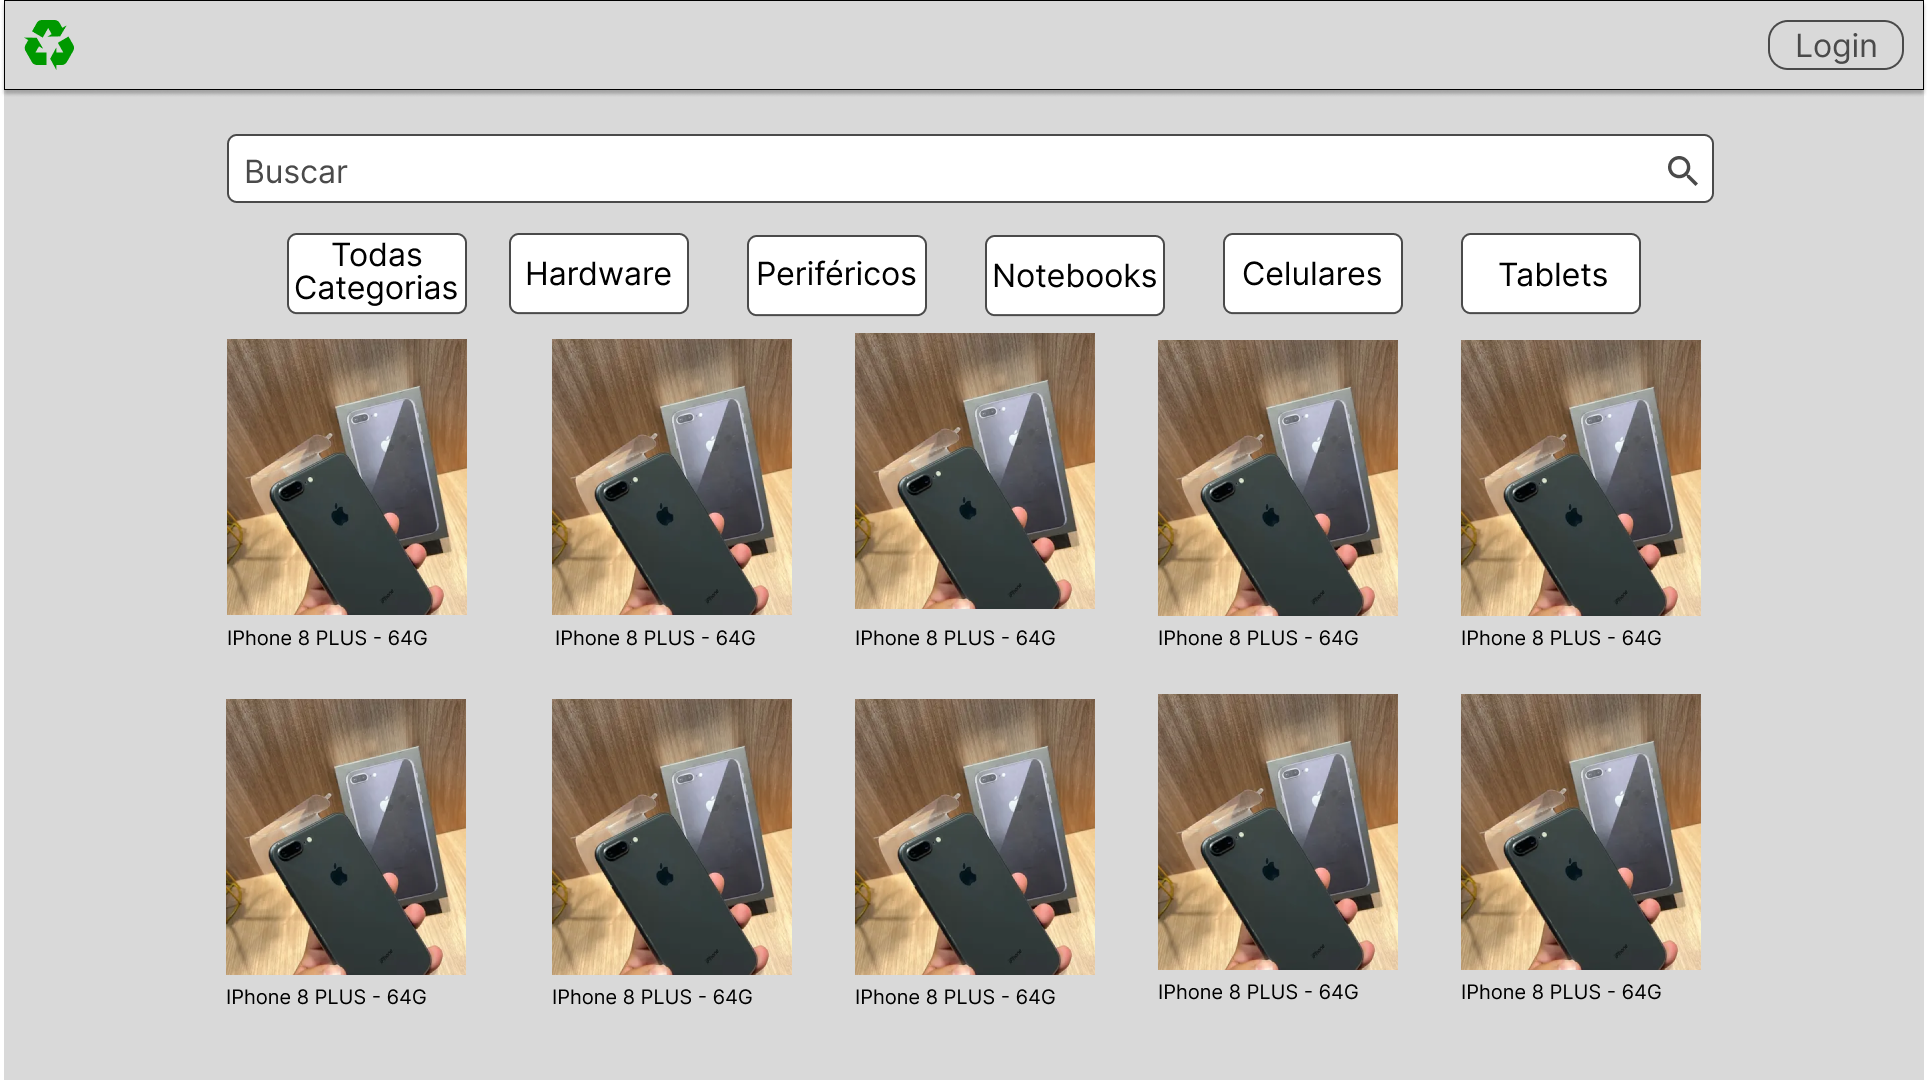 Login
Buscar
Todas
Categorias
Hardware
Periféricos
Notebooks
Celulares
Tablets
IPhone 8 PLUS - 64G
IPhone 8 PLUS - 64G
IPhone 8 PLUS - 64G
IPhone 8 PLUS - 64G
IPhone 8 PLUS - 64G
IPhone 8 PLUS - 64G
IPhone 8 PLUS - 64G
IPhone 8 PLUS - 64G
IPhone 8 PLUS - 64G
IPhone 8 PLUS - 64G